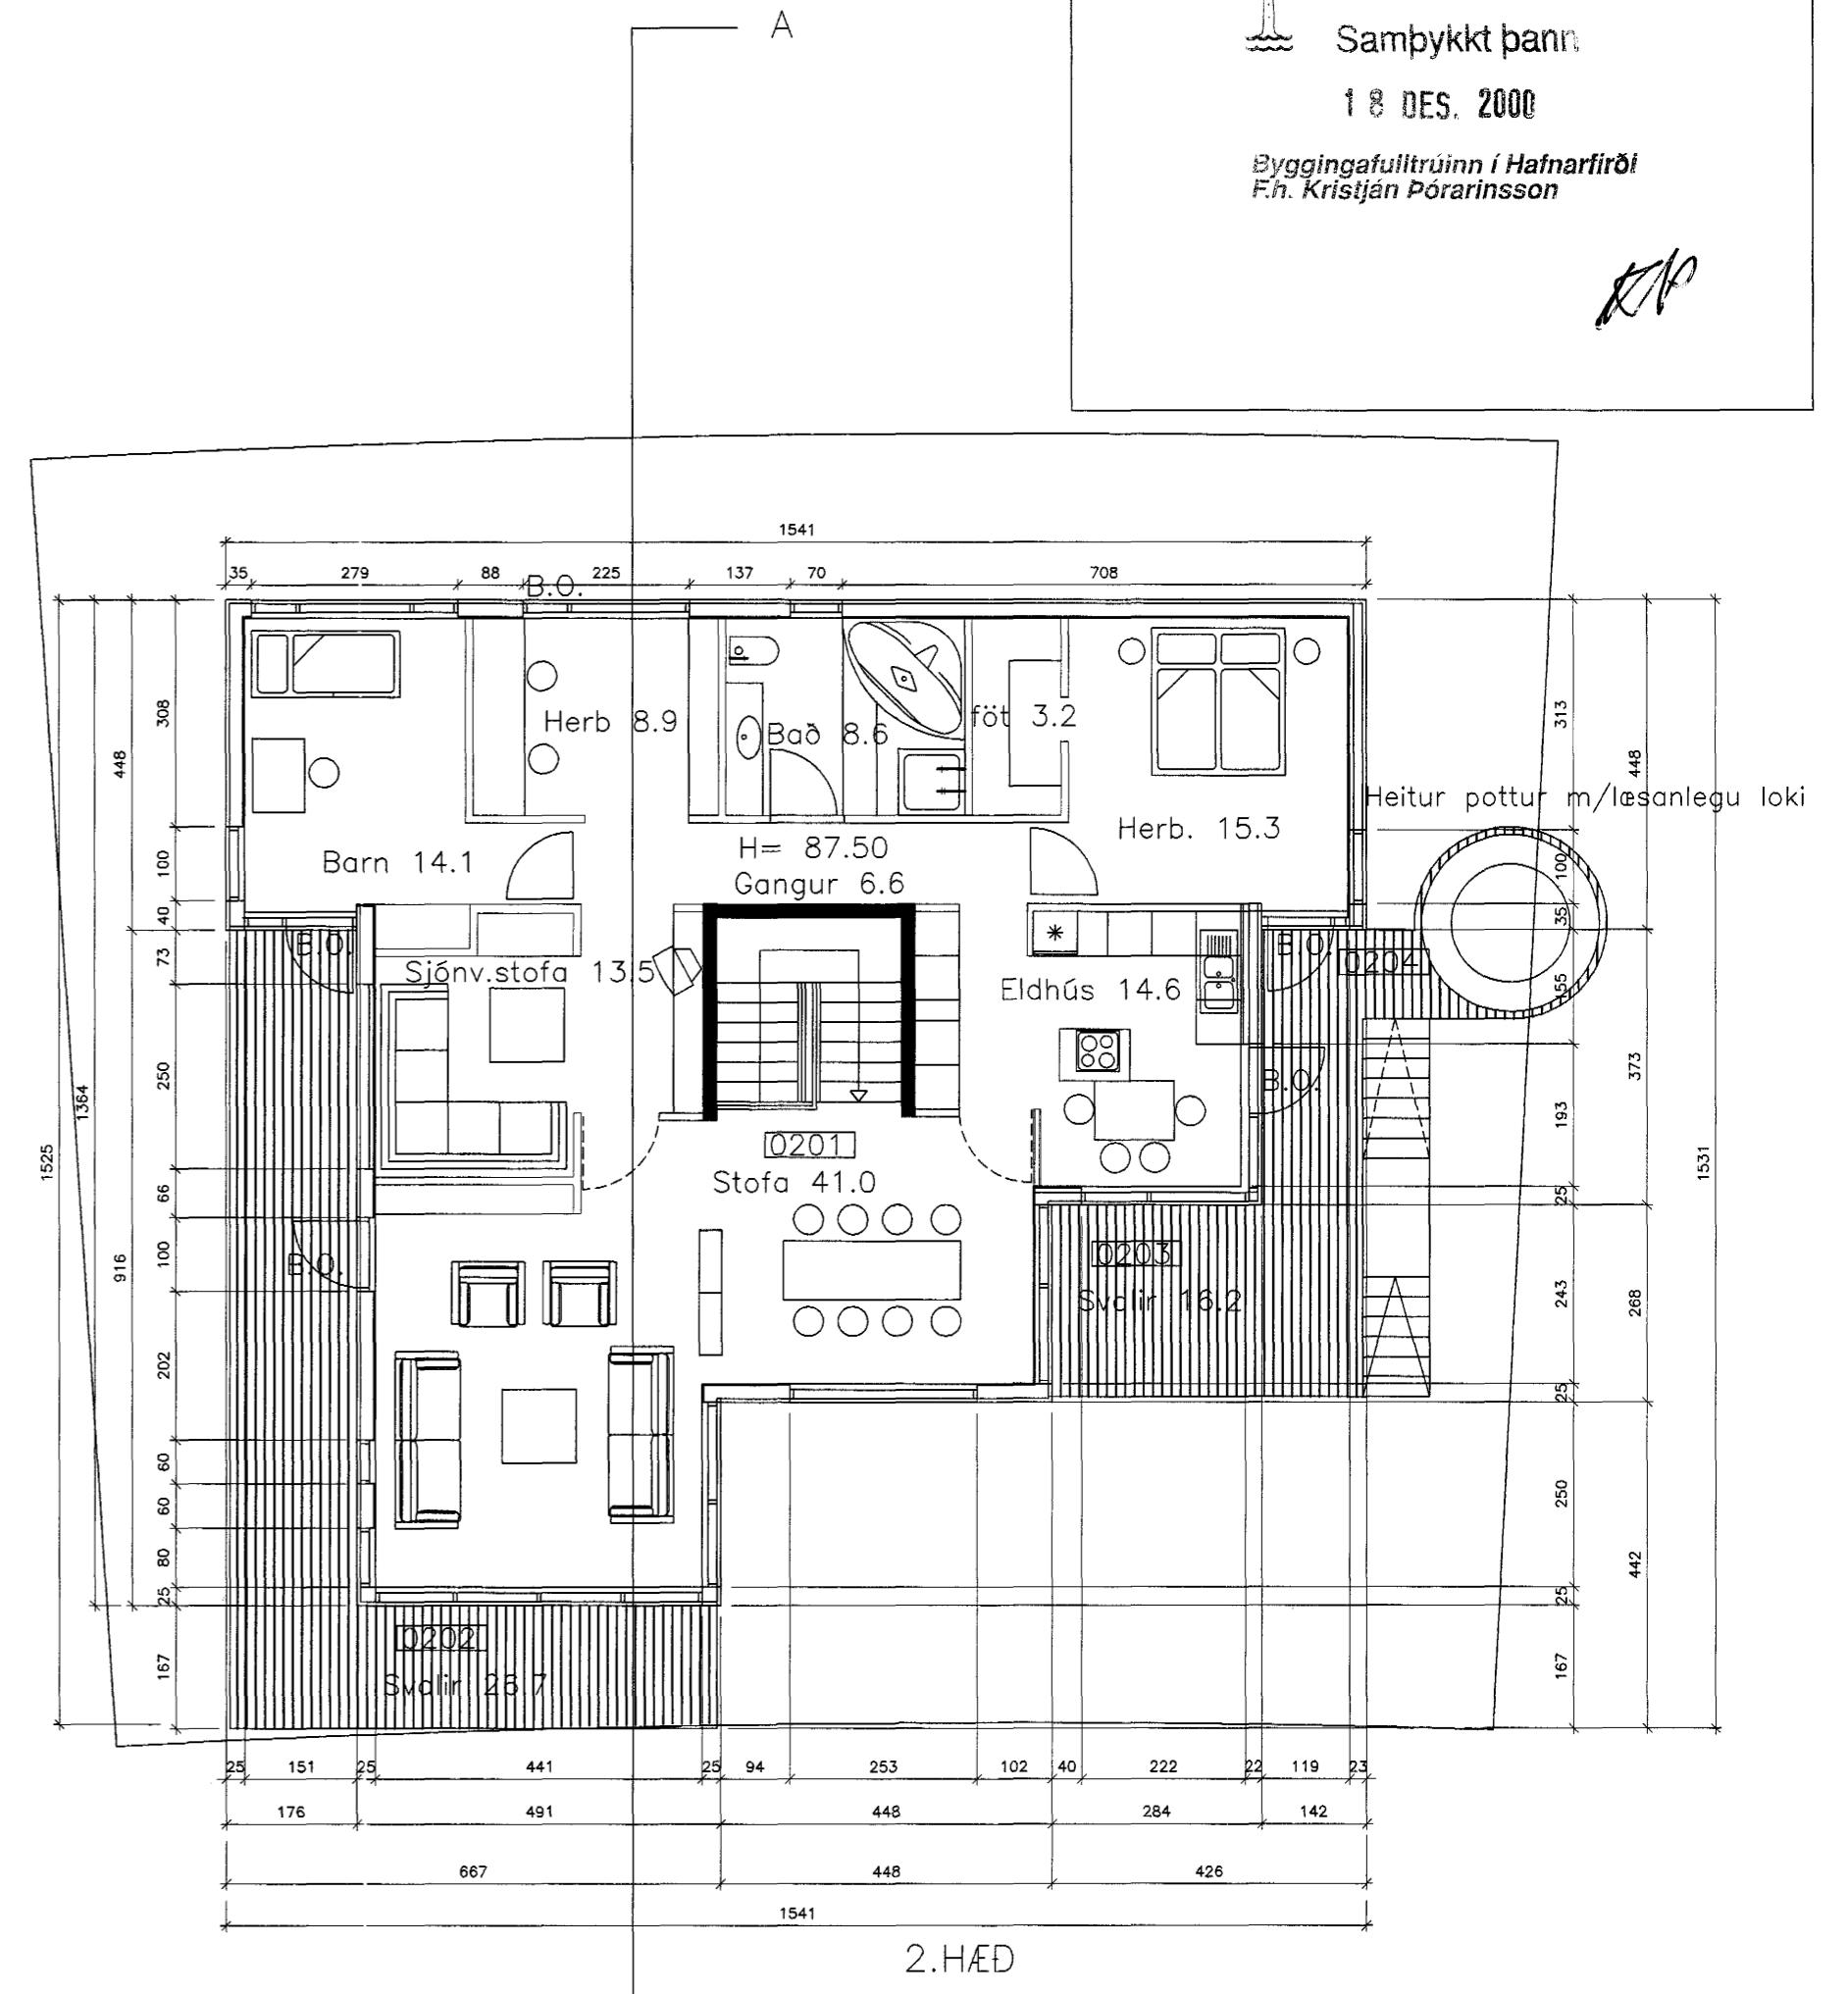 A
Samþykkt þann
18 DES. 2000
Byggingafulltrúinn í Hafnarfirði
F.h. Kristján Þórarinsson
1541
35 279 88 225 137 70 708
B.O.
308
448
100
40
73
250
1364
1525
66
100
916
202
60
60
80
25
167
Herb 8.9
Bað 8.6
föt 3.2
Barn 14.1
H= 87.50
Gangur 6.6
Herb. 15.3
Heitur pottur m/læsanlegu loki
B.O.
Sjónv.stofa 13.5
Eldhús 14.6
B.O.
0204
B.O.
0201
Stofa 41.0
B.O.
0203
Svalir 16.2
0202
Svalir 26.7
313
448
100
35
155
373
193
1531
25
243
268
25
250
442
25
167
25 151 25 441 25 94 253 102 40 222 22 119 23
176 491 448 284 142
667 448 426
1541
2.HÆÐ